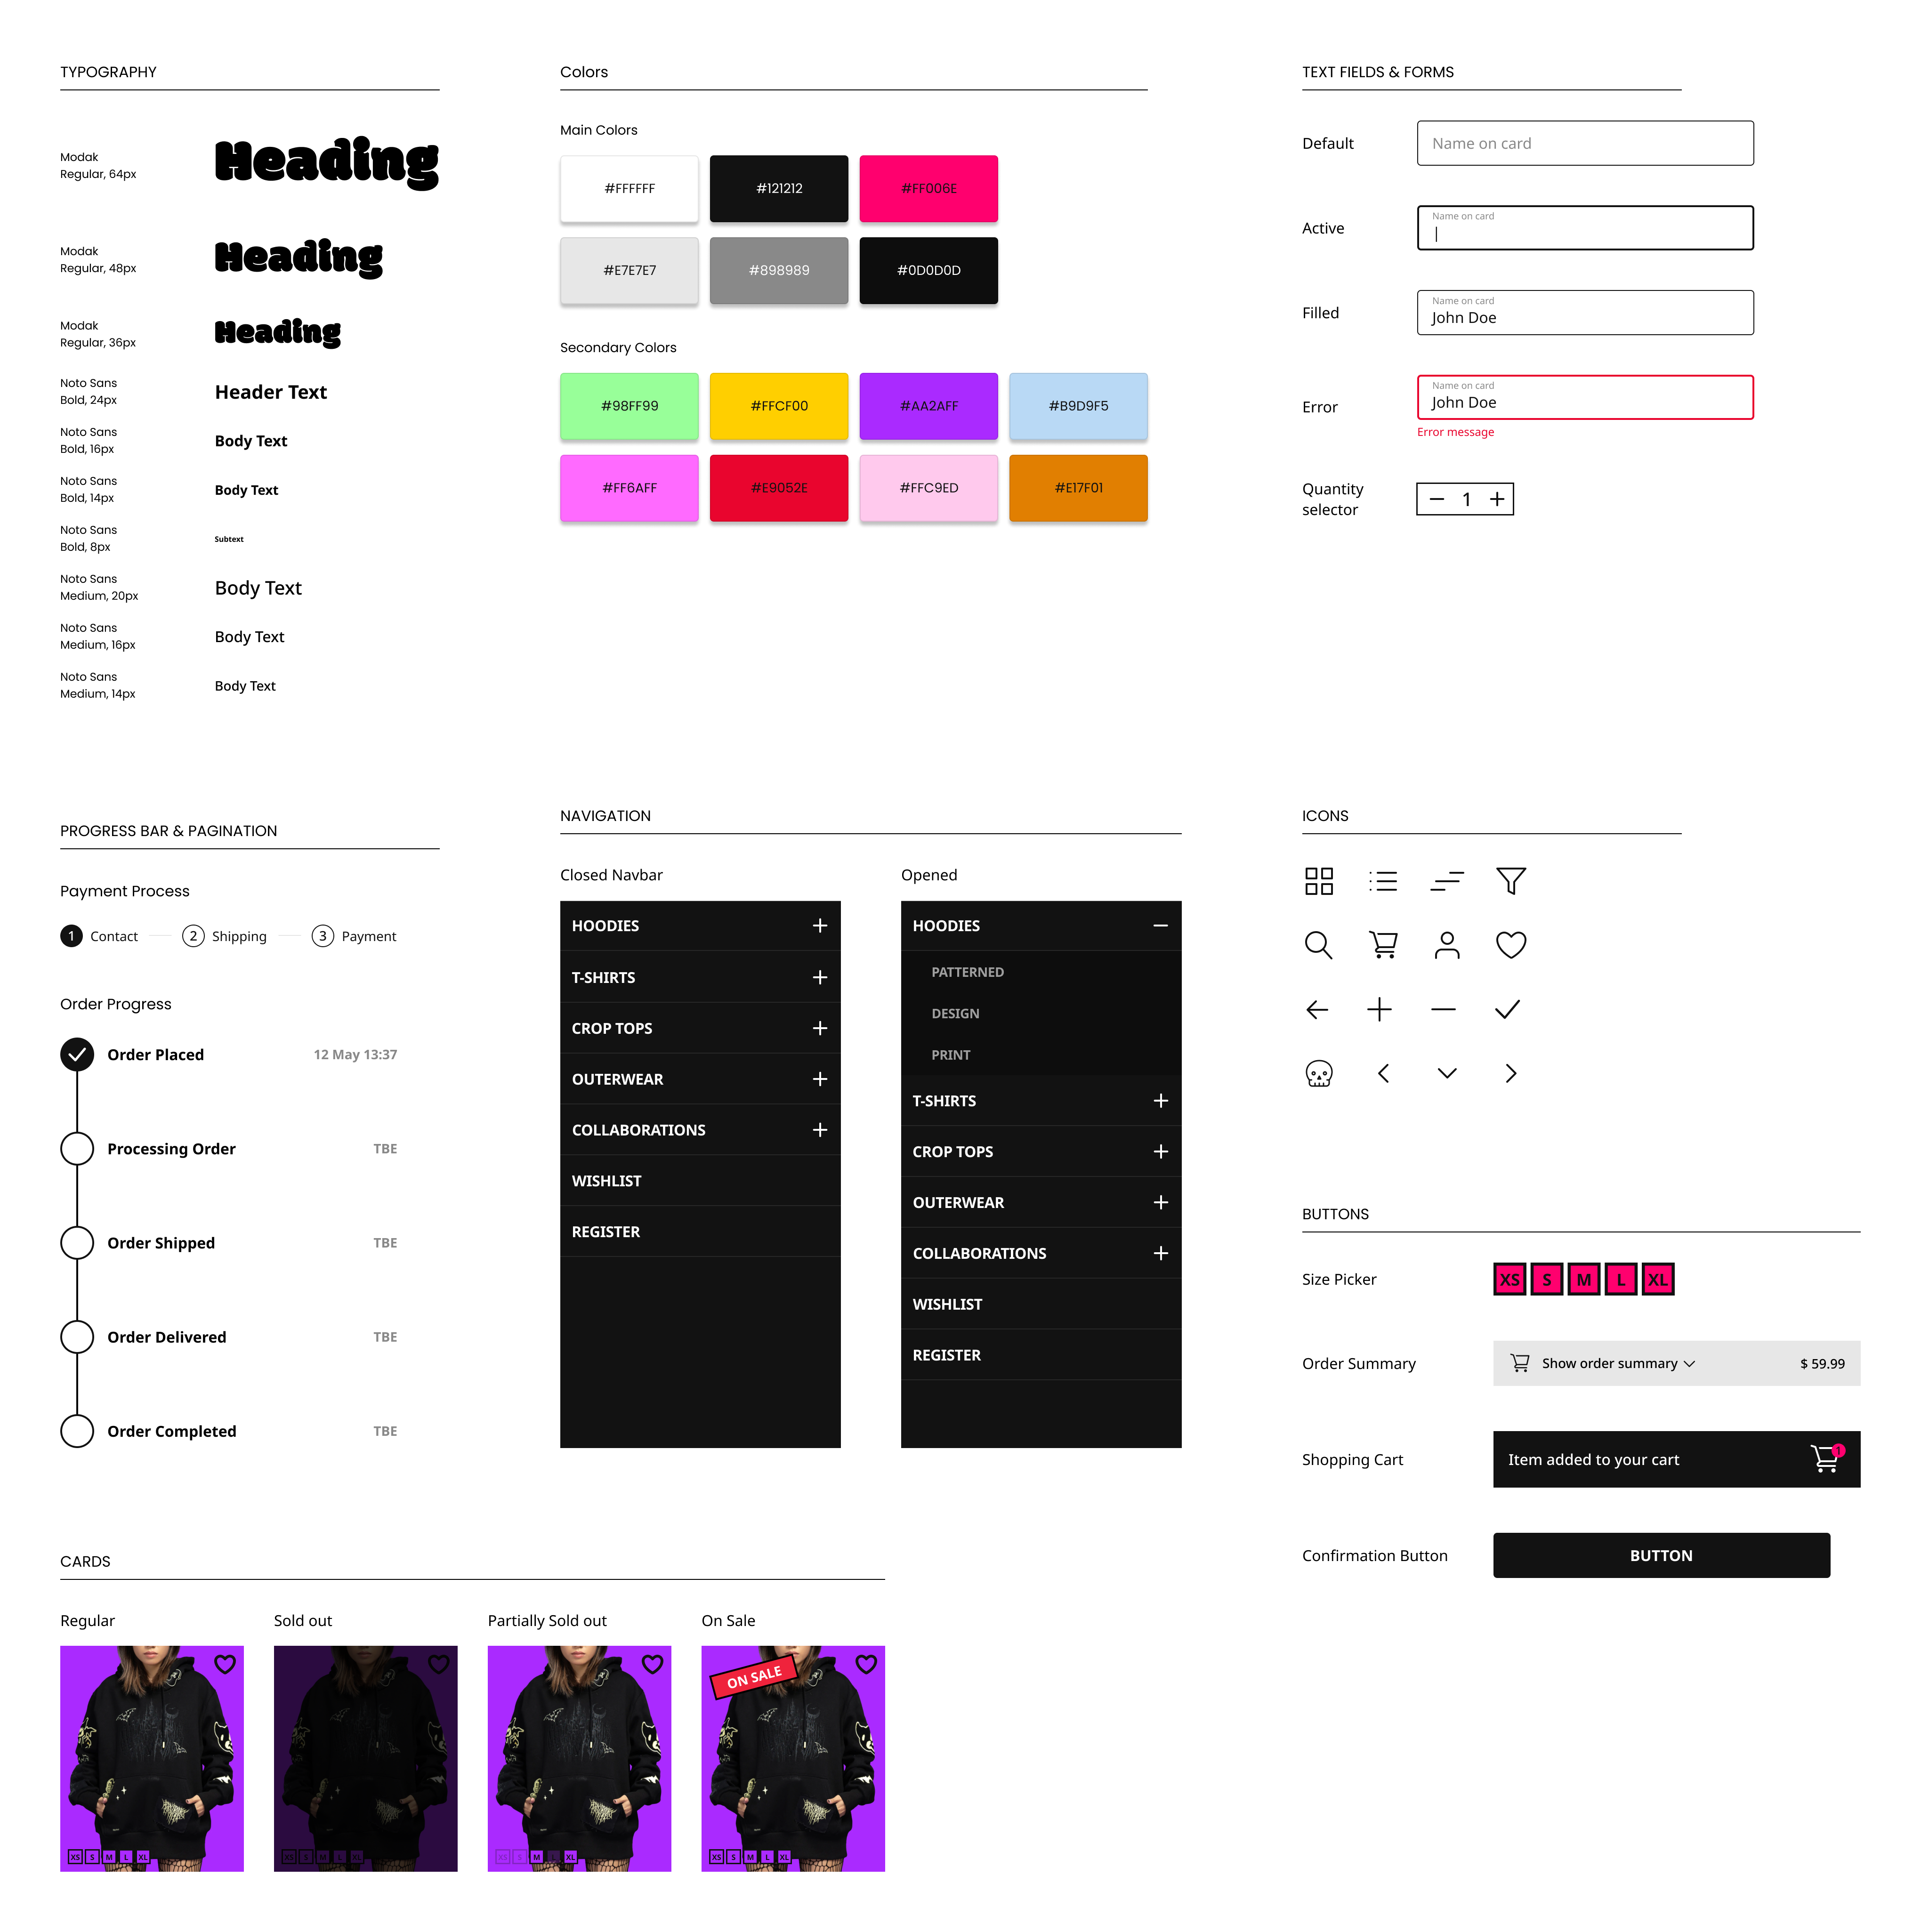 TYPOGRAPHY
Modak
Regular, 64px
Heading
Modak
Regular, 48px
Heading
Modak
Regular, 36px
Heading
Noto Sans
Bold, 24px
Header Text
Noto Sans
Bold, 16px
Body Text
Noto Sans
Bold, 14px
Body Text
Noto Sans
Bold, 8px
Subtext
Noto Sans
Medium, 20px
Body Text
Noto Sans
Medium, 16px
Body Text
Noto Sans
Medium, 14px
Body Text
Colors
Main Colors
#FFFFFF #121212 #FF006E
#E7E7E7 #898989 #0D0D0D
Secondary Colors
#98FF99 #FFCF00 #AA2AFF #B9D9F5
#FF6AFF #E9052E #FFC9ED #E17F01
TEXT FIELDS & FORMS
Default
Name on card
Active
Name on card
Filled
Name on card
John Doe
Error
Name on card
John Doe
Error message
Quantity
selector
1
PROGRESS BAR & PAGINATION
Payment Process
1 Contact 2 Shipping 3 Payment
Order Progress
Order Placed 12 May 13:37
Processing Order TBE
Order Shipped TBE
Order Delivered TBE
Order Completed TBE
NAVIGATION
Closed Navbar
HOODIES
T-SHIRTS
CROP TOPS
OUTERWEAR
COLLABORATIONS
WISHLIST
REGISTER
Opened
HOODIES
PATTERNED
DESIGN
PRINT
T-SHIRTS
CROP TOPS
OUTERWEAR
COLLABORATIONS
WISHLIST
REGISTER
ICONS
BUTTONS
Size Picker
XS S M L XL
Order Summary
Show order summary $ 59.99
Shopping Cart
Item added to your cart 1
Confirmation Button
BUTTON
CARDS
Regular
XS S M L XL
Sold out
XS S M L XL
Partially Sold out
XS S M L XL
On Sale
ON SALE
XS S M L XL